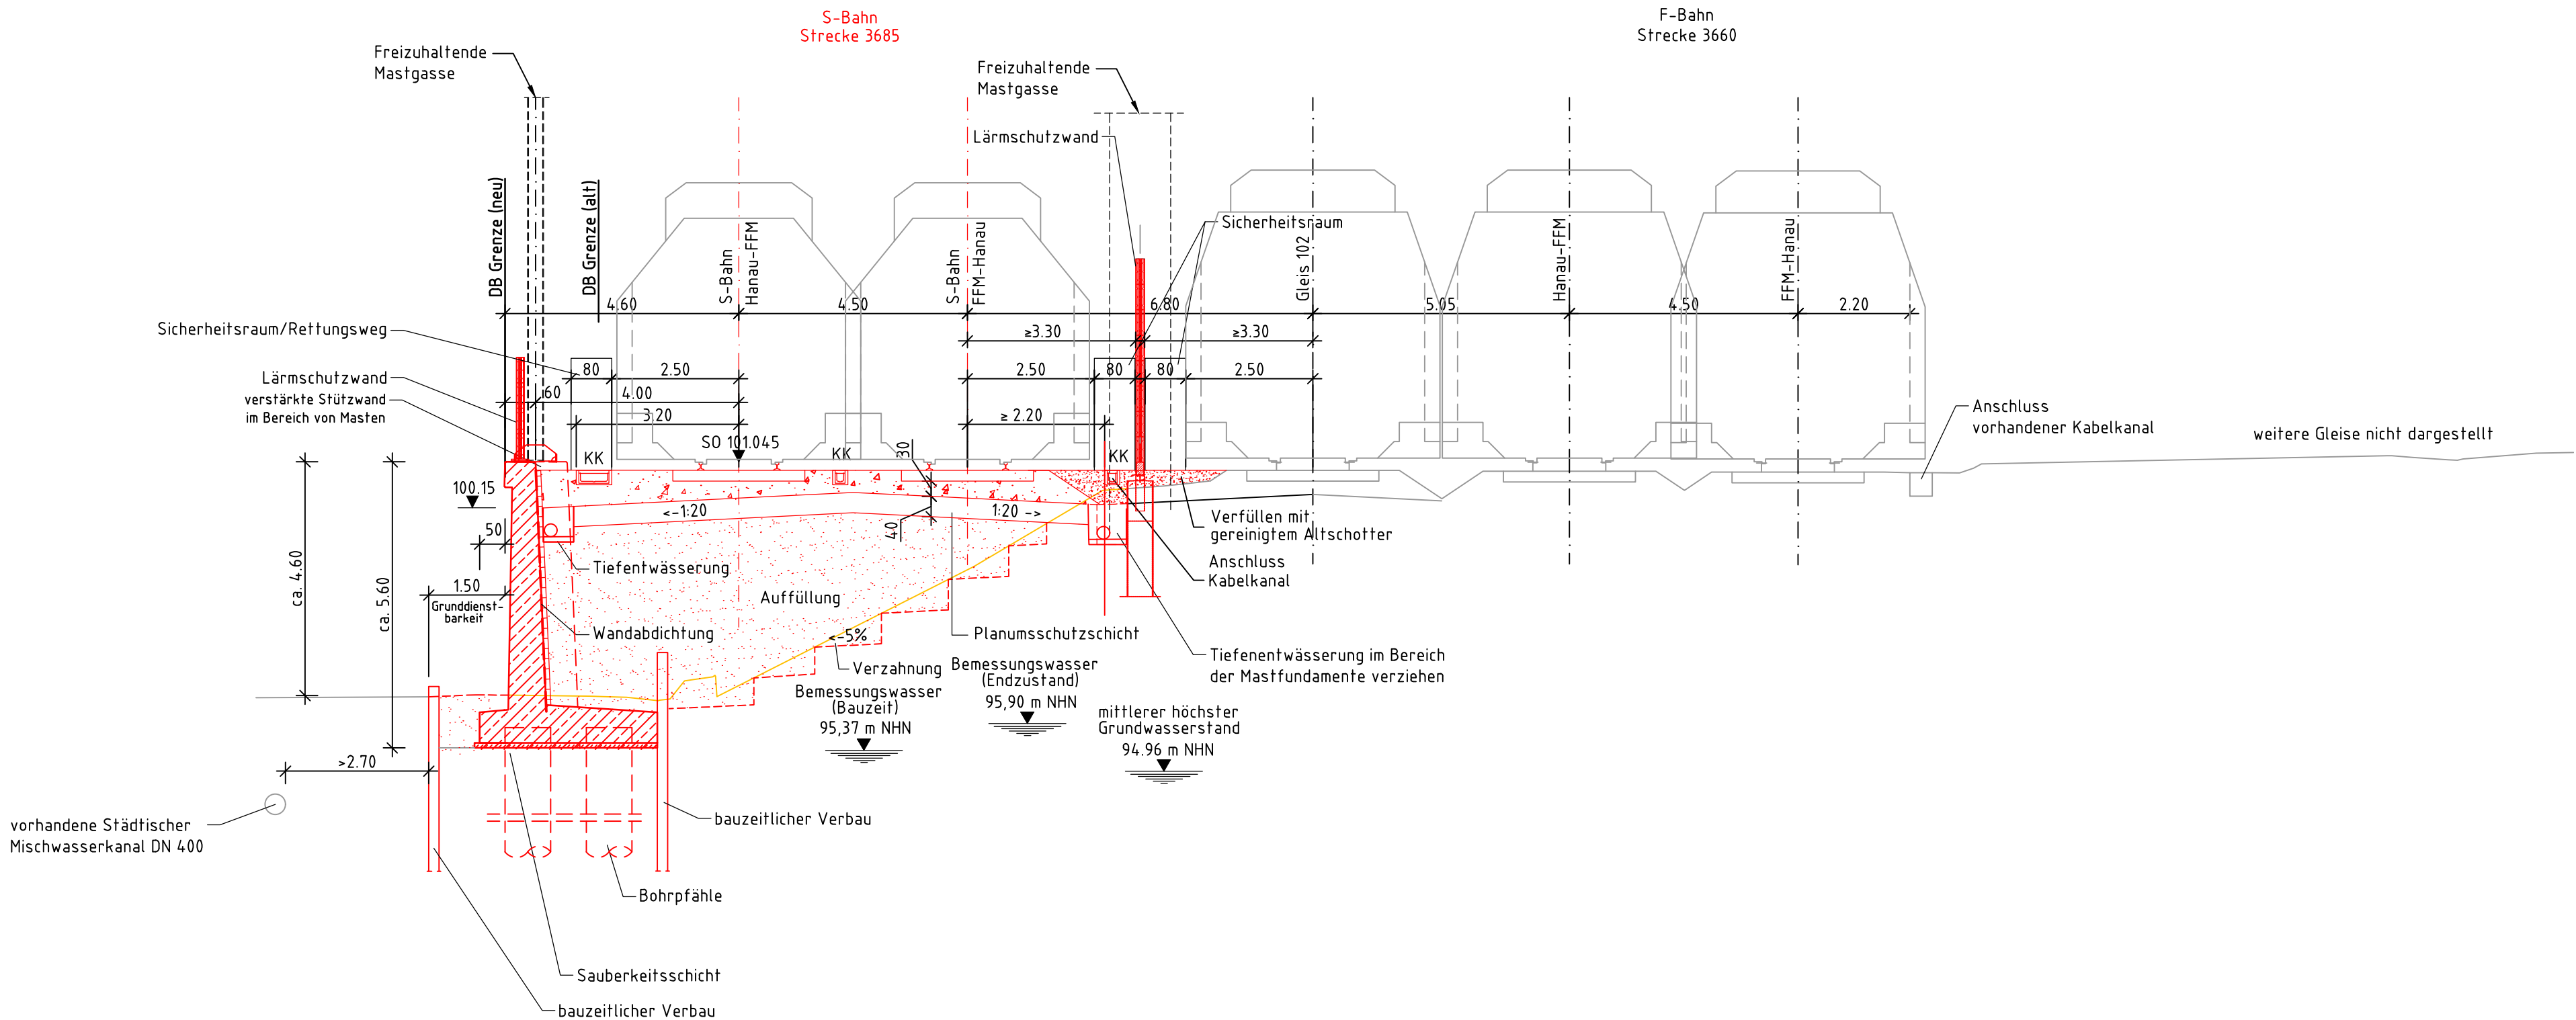 S-Bahn
Strecke 3685
F-Bahn
Strecke 3660
Freizuhaltende
Mastgasse
Freizuhaltende
Mastgasse
Lärmschutzwand
DB Grenze (neu)
DB Grenze (alt)
S-Bahn
Hanau-FFM
S-Bahn
FFM-Hanau
Sicherheitsraum
Gleis 102
Hanau-FFM
FFM-Hanau
4.60
4.50
6.80
5.05
4.50
2.20
Sicherheitsraum/Rettungsweg
≥3.30
≥3.30
80
2.50
2.50
80
80
2.50
Lärmschutzwand
verstärkte Stützwand
im Bereich von Masten
60
4.00
3.20
≥ 2.20
Anschluss
vorhandener Kabelkanal
weitere Gleise nicht dargestellt
SO 101.045
30
KK
KK
KK
100.15
<-1:20
1:20 ->
40
50
Verfüllen mit
gereinigtem Altschotter
Anschluss
Kabelkanal
Tiefentwässerung
ca. 4.60
ca. 5.60
1.50
Grunddienst-
barkeit
Auffüllung
Wandabdichtung
<-5%
Planumsschutzschicht
Verzahnung
Tiefenentwässerung im Bereich
der Mastfundamente verziehen
Bemessungswasser
(Endzustand)
95,90 m NHN
Bemessungswasser
(Bauzeit)
95,37 m NHN
mittlerer höchster
Grundwasserstand
94.96 m NHN
>2.70
vorhandene Städtischer
Mischwasserkanal DN 400
bauzeitlicher Verbau
Bohrpfähle
Sauberkeitsschicht
bauzeitlicher Verbau